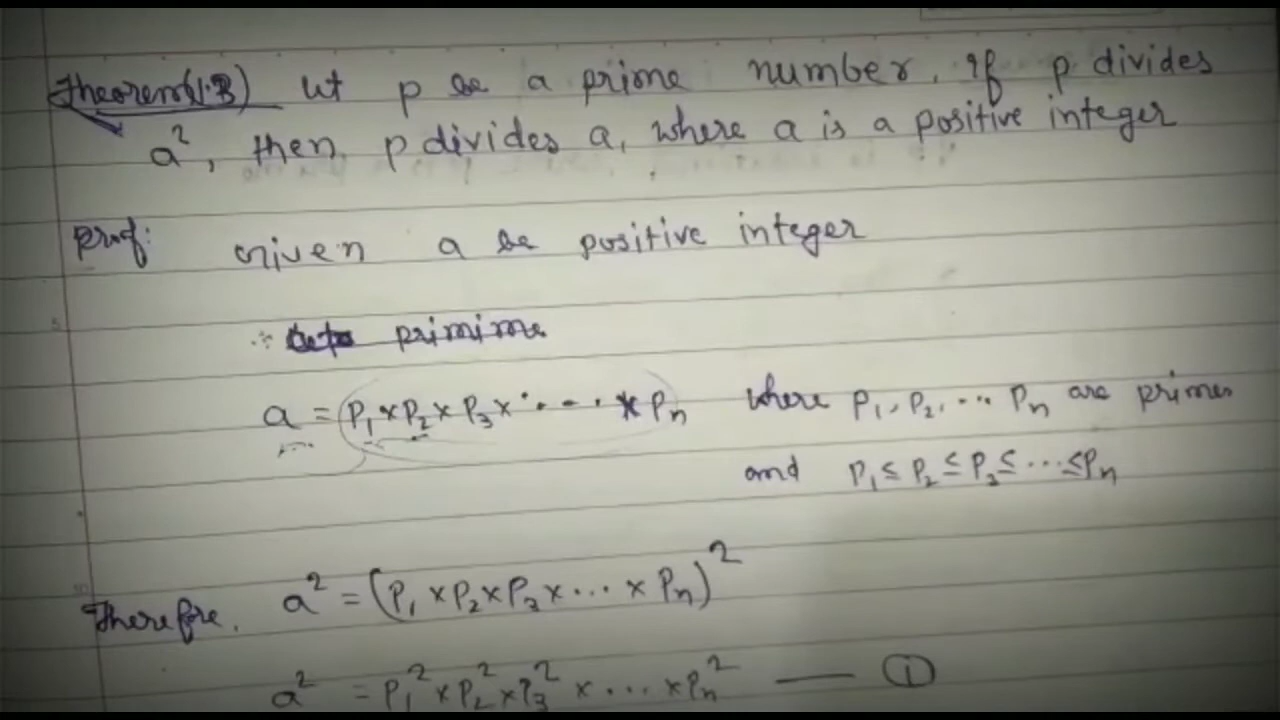 Theorem(1.3) Let p be a prime number. If p divides
a², then p divides a, where a is a positive integer
Proof: Given a be positive integer
∴ primime
a = p₁ × p₂ × p₃ × ..... × pₙ where p₁, p₂, ... pₙ are primes
and p₁ ≤ p₂ ≤ p₃ ≤ ... ≤ pₙ
Therefore, a² = (p₁ × p₂ × p₃ × ... × pₙ)²
a² = p₁² × p₂² × p₃² × ... × pₙ² —— ①